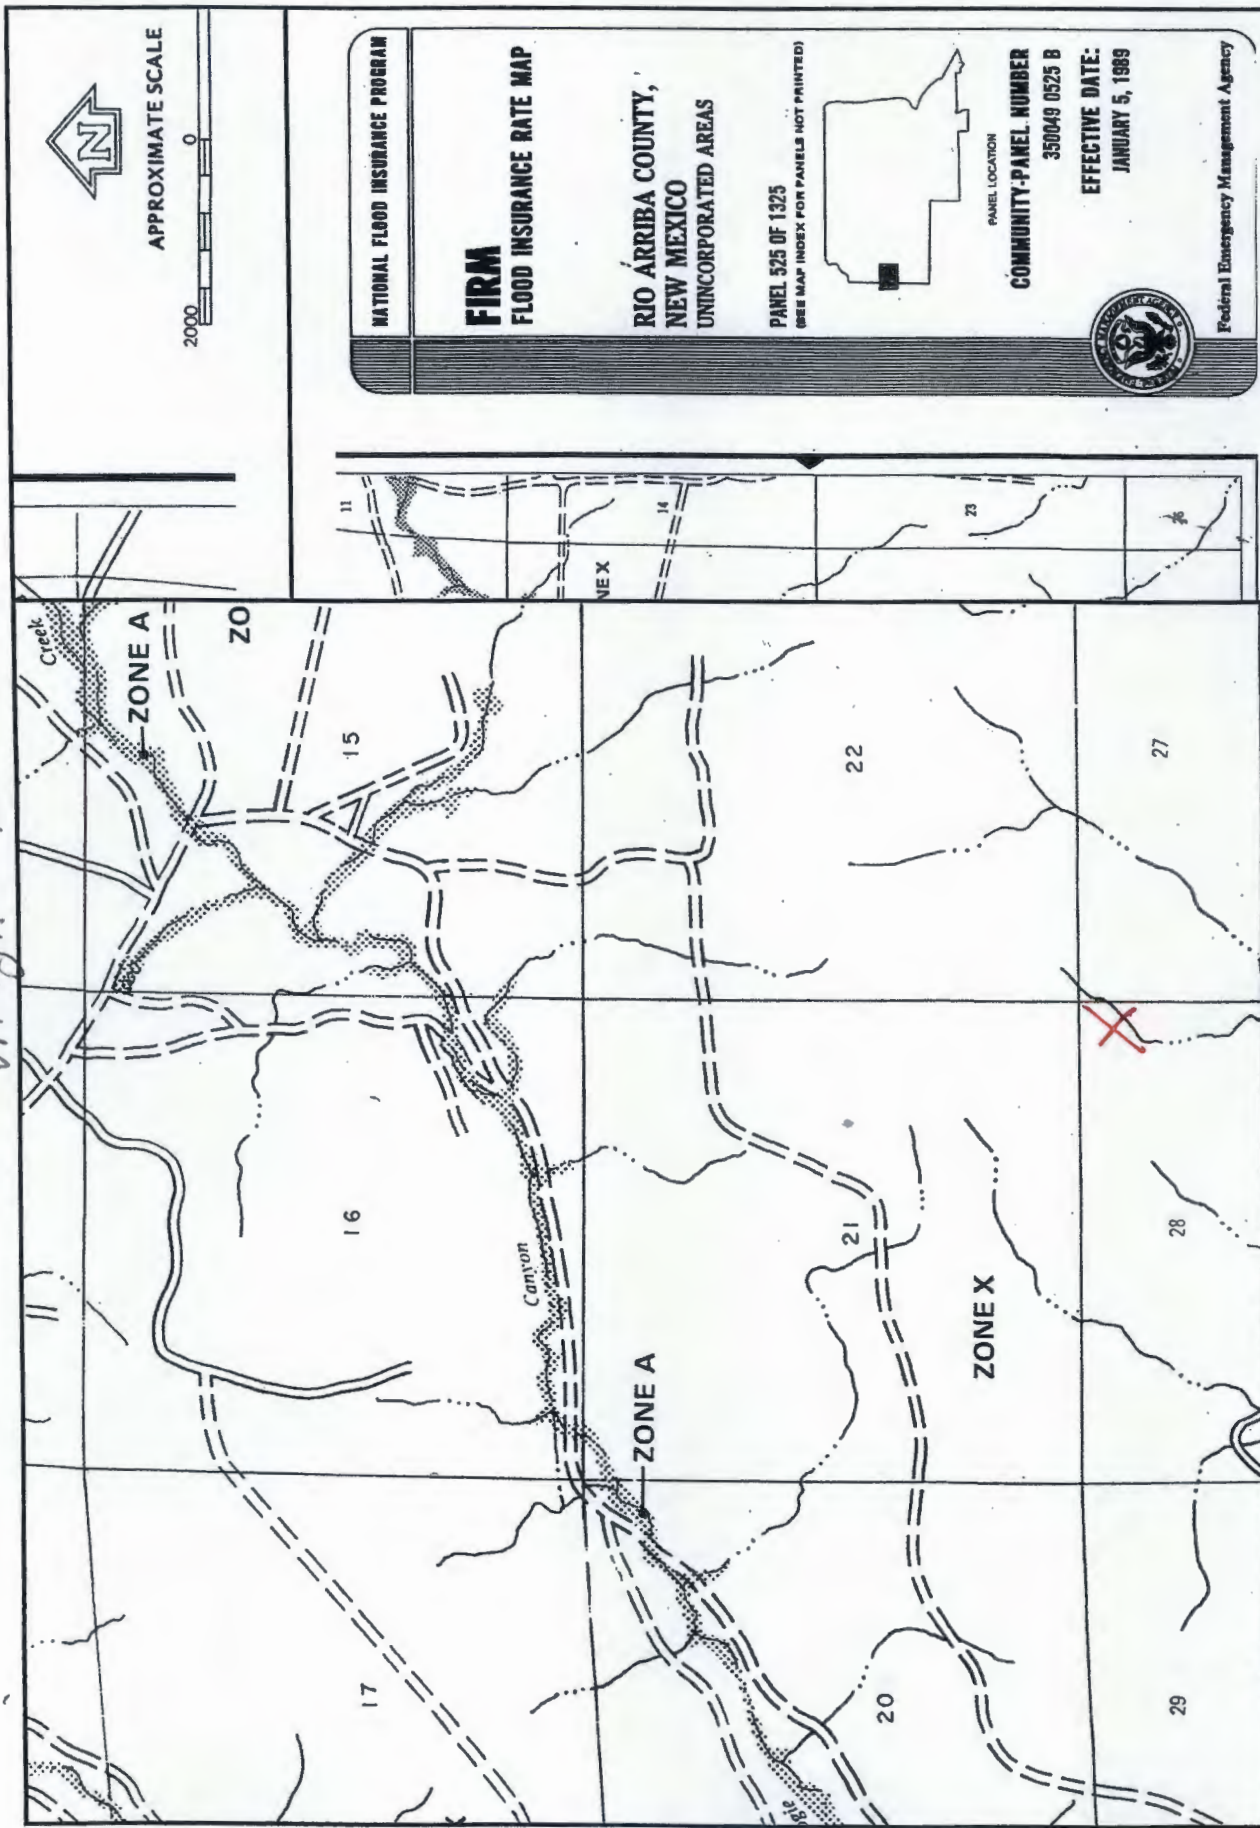 N
APPROXIMATE SCALE
2000 0
NATIONAL FLOOD INSURANCE PROGRAM
FIRM
FLOOD INSURANCE RATE MAP
RIO ARRIBA COUNTY,
NEW MEXICO
UNINCORPORATED AREAS
PANEL 525 OF 1325
(SEE MAP INDEX FOR PANELS NOT PRINTED)
PANEL LOCATION
COMMUNITY-PANEL NUMBER
350049 0525 B
EFFECTIVE DATE:
JANUARY 5, 1989
Federal Emergency Management Agency
11
14
NE X
23
26
Creek
ZONE A
ZO
15
22
27
16
Canyon
21
28
ZONE X
ZONE A
17
20
29